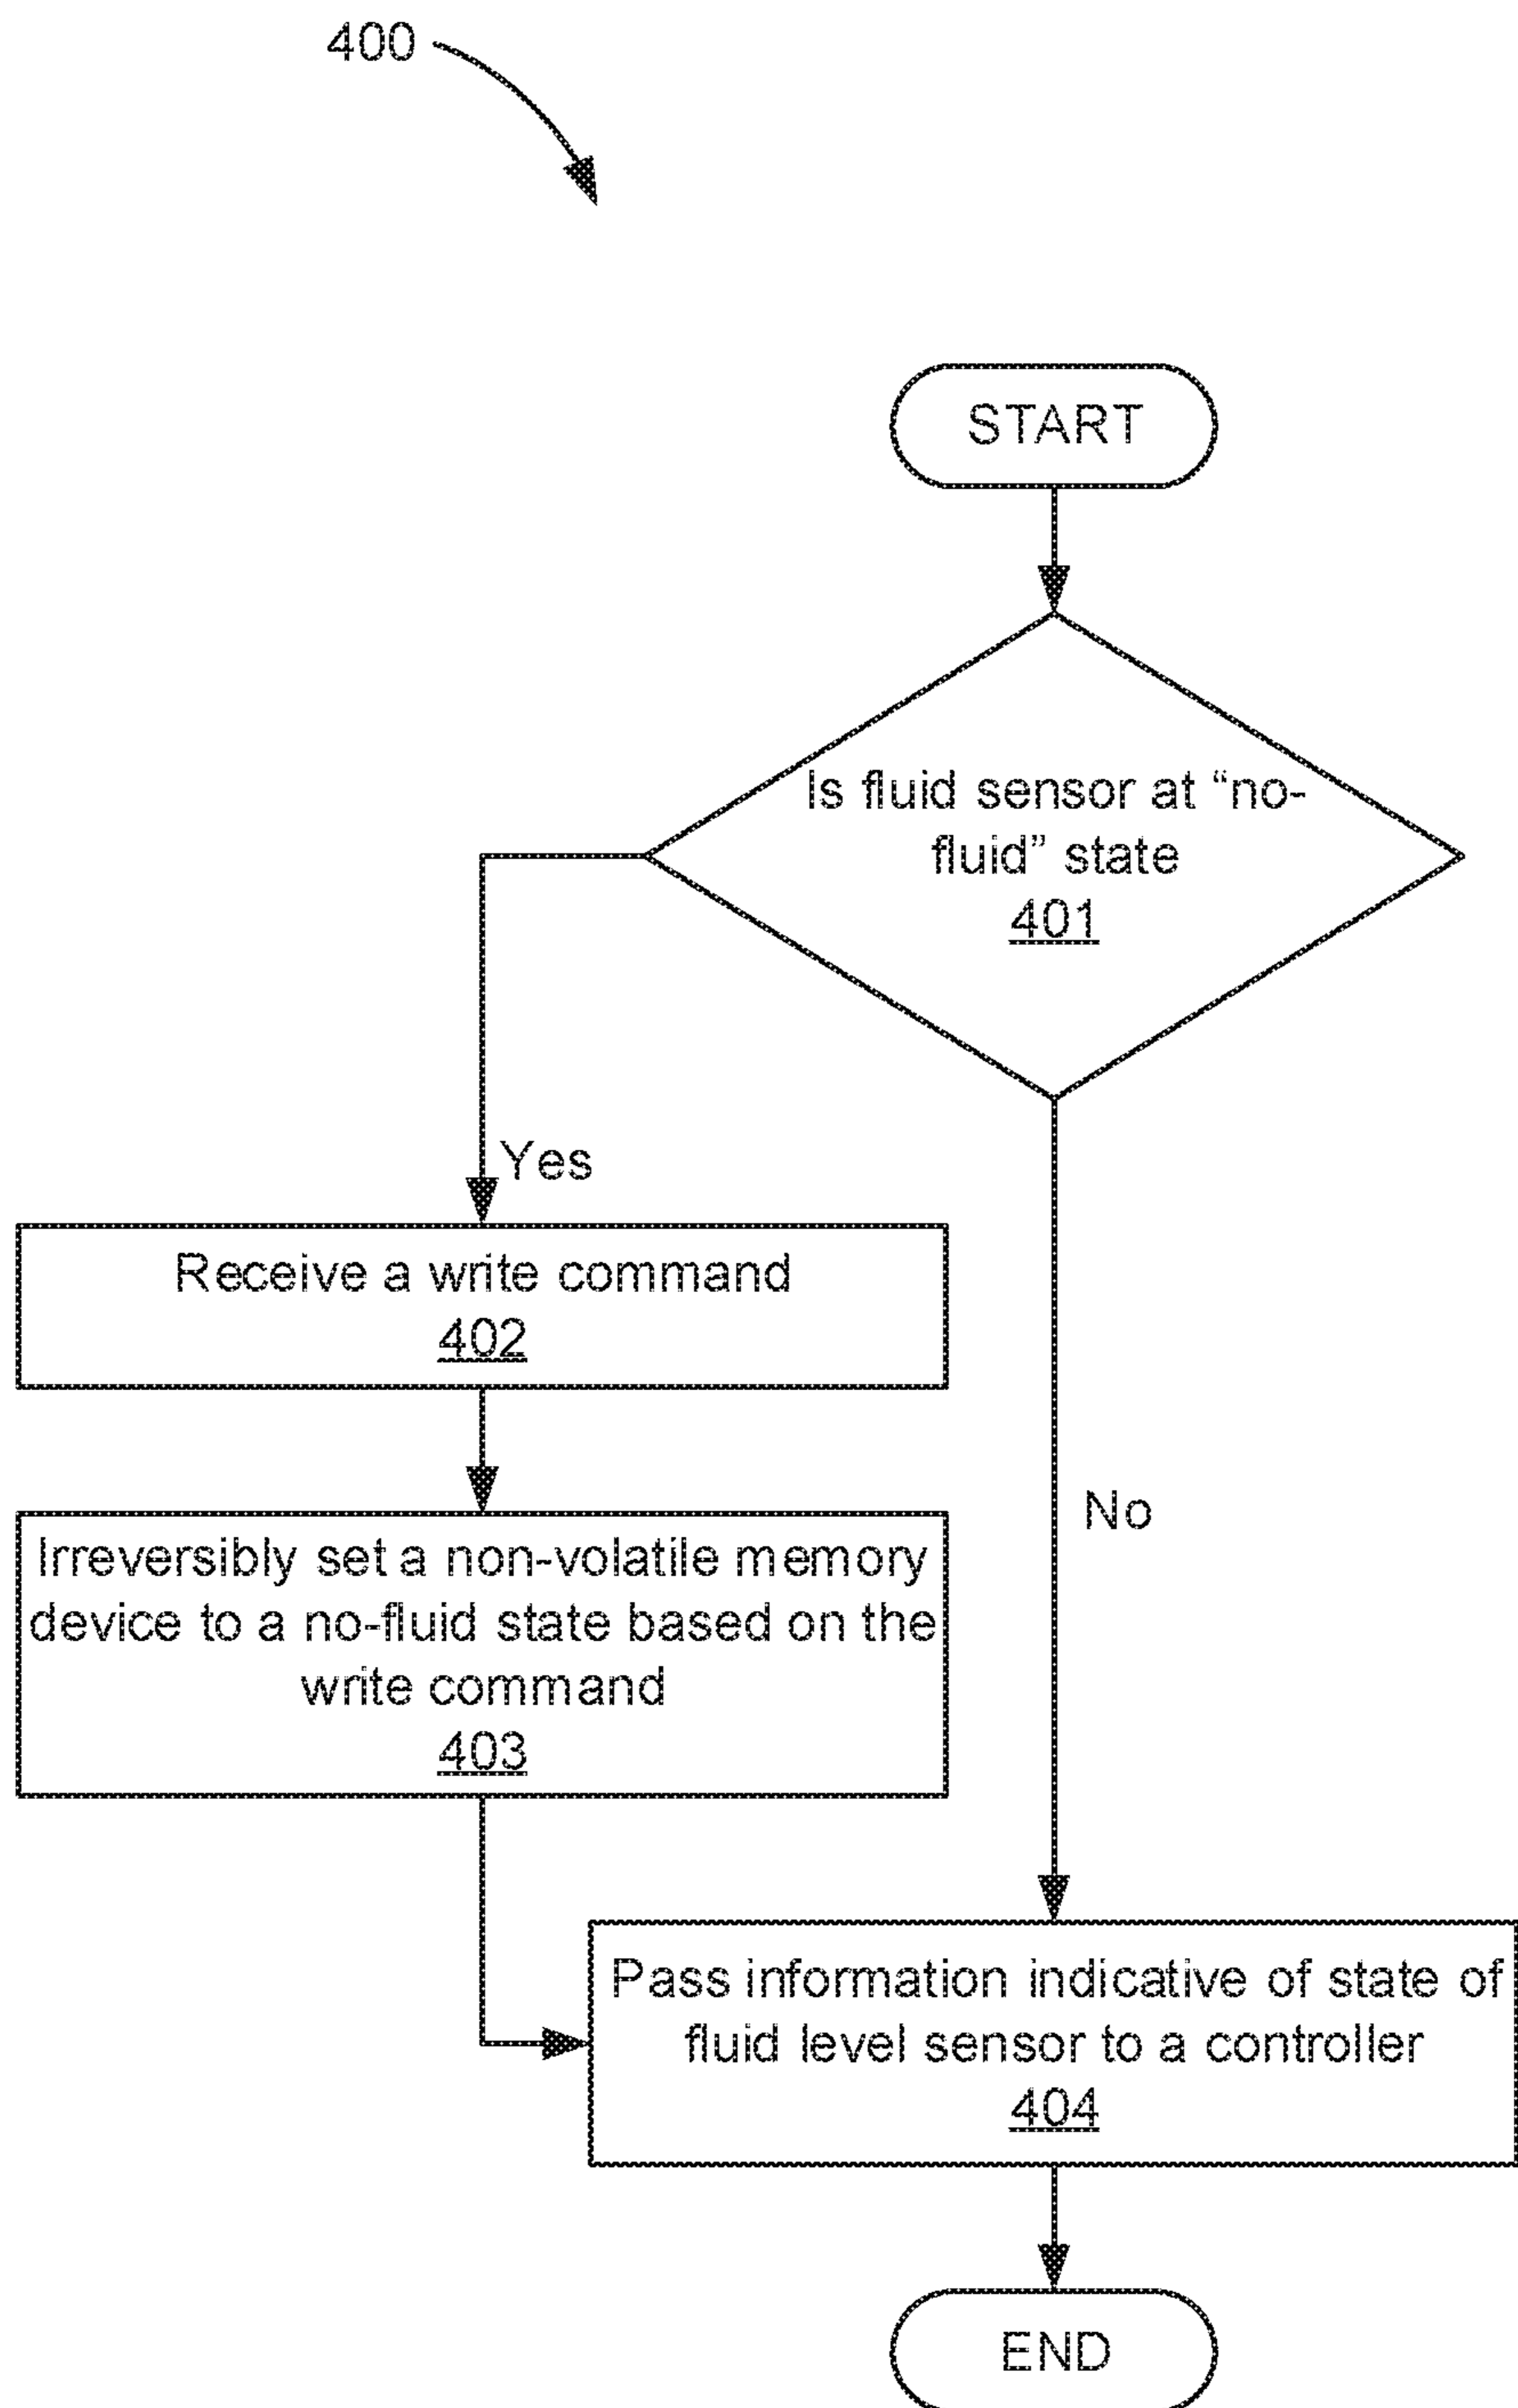 400
START
Is fluid sensor at “no-
fluid” state
401
Yes
Receive a write command
402
Irreversibly set a non-volatile memory
device to a no-fluid state based on the
write command
403
No
Pass information indicative of state of
fluid level sensor to a controller
404
END